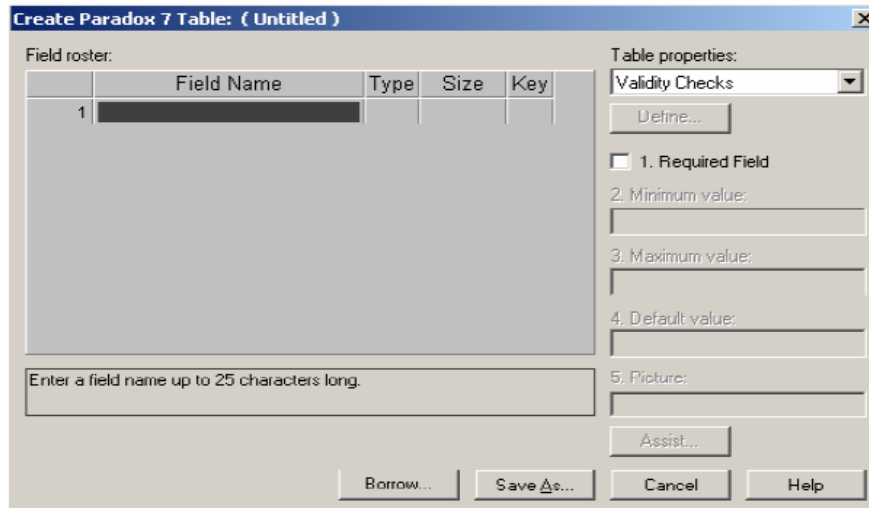 Create Paradox 7 Table: ( Untitled )
Field roster:
Field Name Type Size Key
1
Enter a field name up to 25 characters long.
Table properties:
Validity Checks
Define...
1. Required Field
2. Minimum value:
3. Maximum value:
4. Default value:
5. Picture:
Assist...
Borrow... Save As... Cancel Help